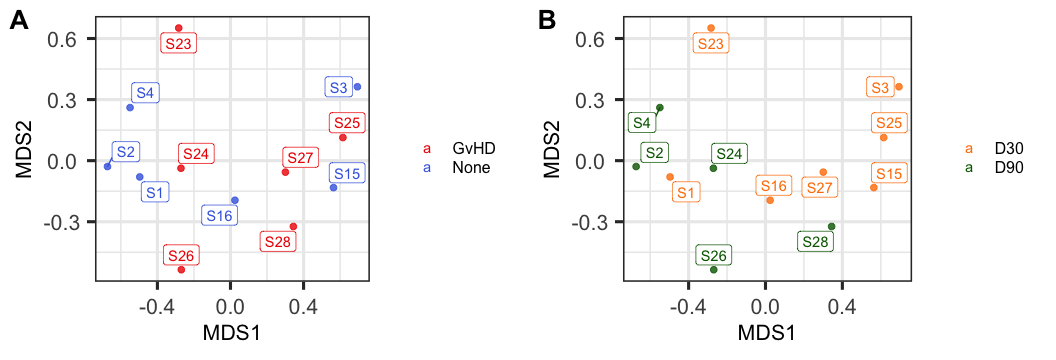 A
MDS2
0.6
0.3
0.0
-0.3
-0.4
0.0
0.4
MDS1
S23
S4
S3
S25
S2
S24
S27
S1
S15
S16
S28
S26
a GvHD
a None
B
MDS2
0.6
0.3
0.0
-0.3
-0.4
0.0
0.4
MDS1
S23
S3
S4
S25
S2
S24
S1
S16
S27
S15
S28
S26
a D30
a D90